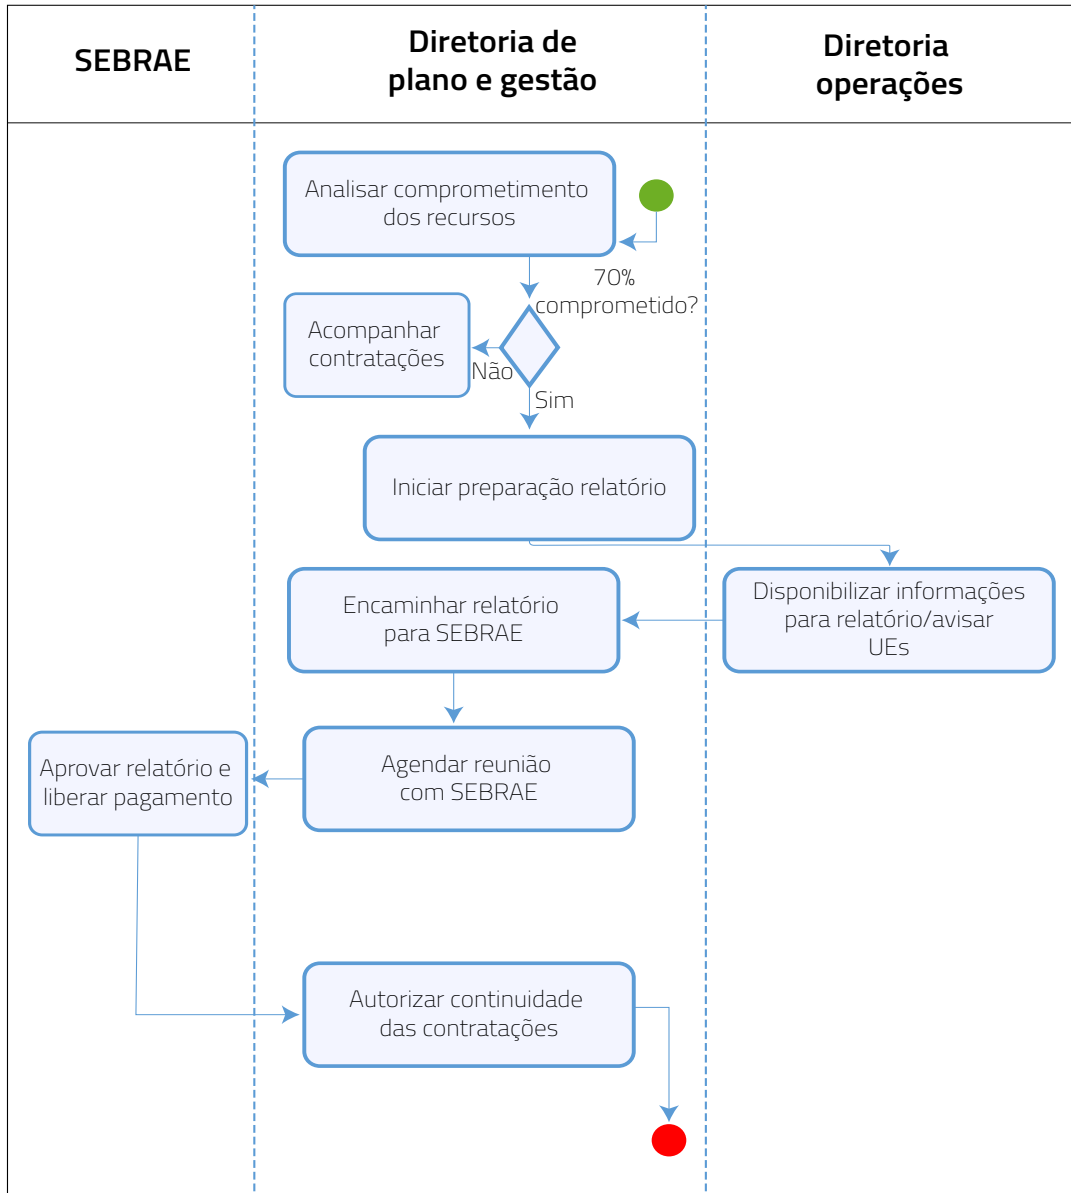 SEBRAE
Diretoria de
plano e gestão
Diretoria
operações
Analisar comprometimento
dos recursos
70%
comprometido?
Acompanhar
contratações
Não
Sim
Iniciar preparação relatório
Disponibilizar informações
para relatório/avisar
UEs
Encaminhar relatório
para SEBRAE
Agendar reunião
com SEBRAE
Aprovar relatório e
liberar pagamento
Autorizar continuidade
das contratações